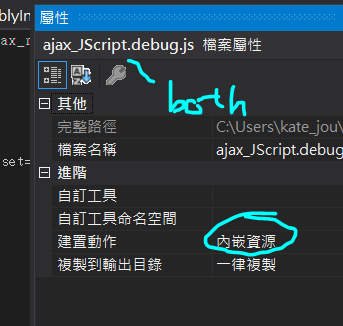 blyIn
屬性
ajax_JScript.debug.js 檔案屬性
both
其他
完整路徑 C:\Users\kate_jou\
檔案名稱 ajax_JScript.debug
進階
自訂工具
自訂工具命名空間
建置動作 內嵌資源
複製到輸出目錄 一律複製
set=